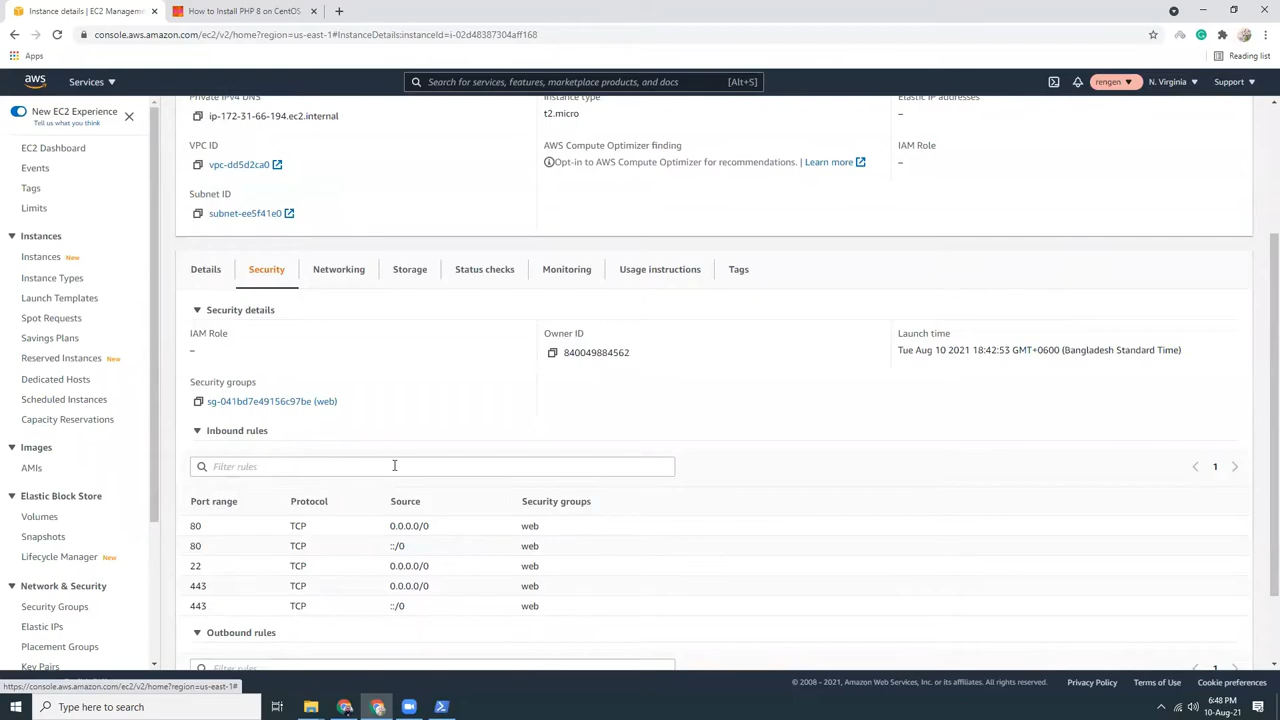 Instance details | EC2 Managem
How to Install PHP 8 on CentOS
console.aws.amazon.com/ec2/v2/home?region=us-east-1#InstanceDetails:instanceId=i-02d48387304aff168
Apps
Reading list
aws
Services
Search for services, features, marketplace products, and docs
[Alt+S]
rengen
N. Virginia
Support
New EC2 Experience
Tell us what you think
EC2 Dashboard
Events
Tags
Limits
Instances
Instances New
Instance Types
Launch Templates
Spot Requests
Savings Plans
Reserved Instances New
Dedicated Hosts
Scheduled Instances
Capacity Reservations
Images
AMIs
Elastic Block Store
Volumes
Snapshots
Lifecycle Manager New
Network & Security
Security Groups
Elastic IPs
Placement Groups
Key Pairs
Private IPv4 DNS
ip-172-31-66-194.ec2.internal
Instance type
t2.micro
Elastic IP addresses
–
VPC ID
vpc-dd5d2ca0
AWS Compute Optimizer finding
Opt-in to AWS Compute Optimizer for recommendations. | Learn more
IAM Role
–
Subnet ID
subnet-ee5f41e0
Details
Security
Networking
Storage
Status checks
Monitoring
Usage instructions
Tags
Security details
IAM Role
–
Owner ID
840049884562
Launch time
Tue Aug 10 2021 18:42:53 GMT+0600 (Bangladesh Standard Time)
Security groups
sg-041bd7e49156c97be (web)
Inbound rules
Filter rules
1
Port range Protocol Source Security groups
80 TCP 0.0.0.0/0 web
80 TCP ::/0 web
22 TCP 0.0.0.0/0 web
443 TCP 0.0.0.0/0 web
443 TCP ::/0 web
Outbound rules
Filter rules
1
https://console.aws.amazon.com/ec2/v2/home?region=us-east-1#
© 2008 - 2021, Amazon Web Services, Inc. or its affiliates. All rights reserved.
Privacy Policy
Terms of Use
Cookie preferences
Type here to search
6:48 PM
10-Aug-21